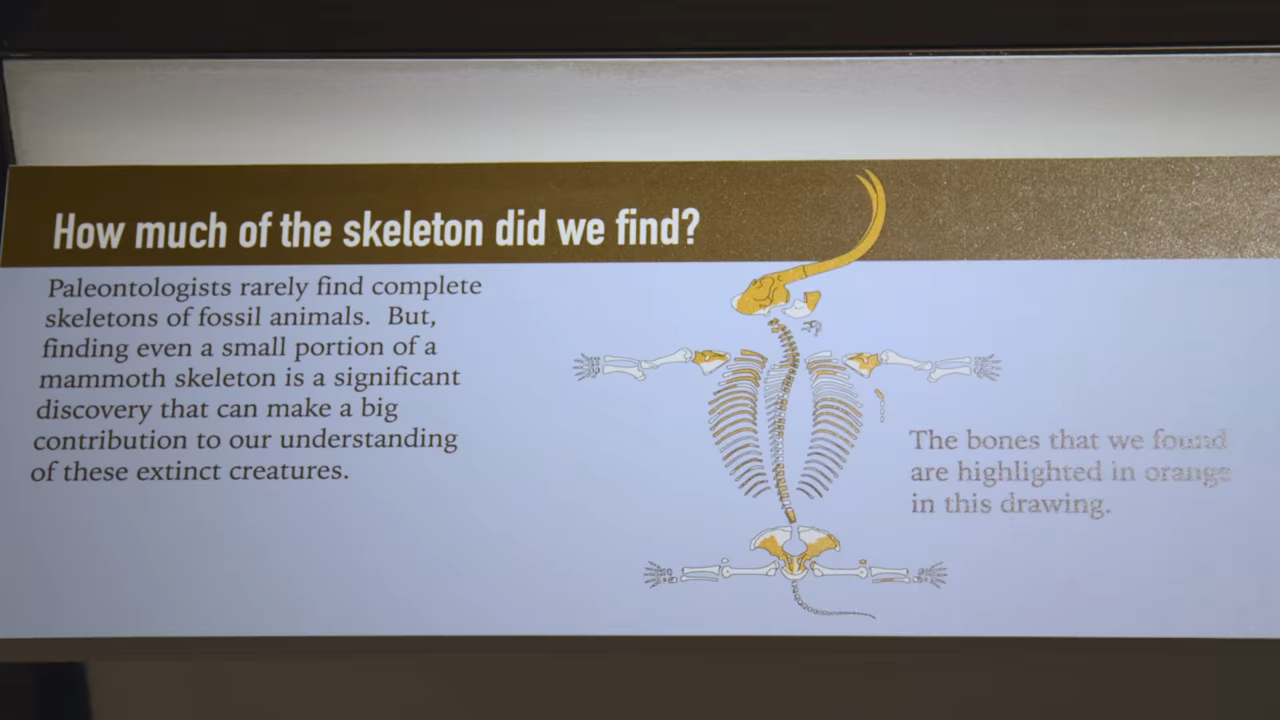 How much of the skeleton did we find?
Paleontologists rarely find complete
skeletons of fossil animals.  But,
finding even a small portion of a
mammoth skeleton is a significant
discovery that can make a big
contribution to our understanding
of these extinct creatures.
The bones that we found
are highlighted in orange
in this drawing.